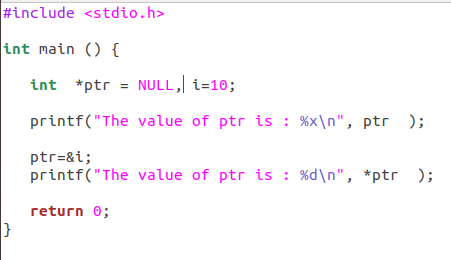 #include <stdio.h>
int main () {
int  *ptr = NULL, i=10;
printf("The value of ptr is : %x\n", ptr  );
ptr=&i;
printf("The value of ptr is : %d\n", *ptr  );
return 0;
}